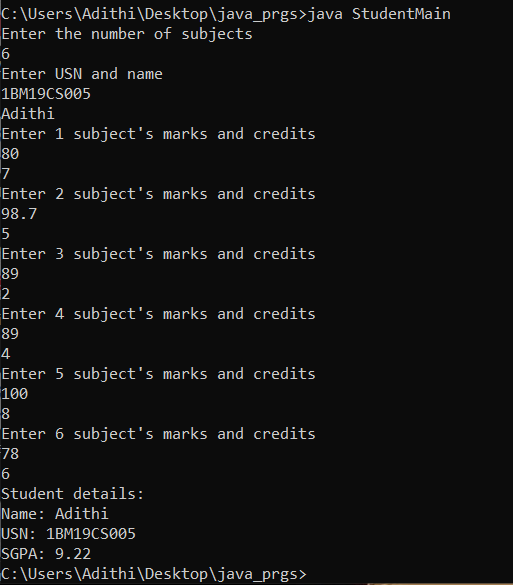 C:\Users\Adithi\Desktop\java_prgs>java StudentMain
Enter the number of subjects
6
Enter USN and name
1BM19CS005
Adithi
Enter 1 subject's marks and credits
80
7
Enter 2 subject's marks and credits
98.7
5
Enter 3 subject's marks and credits
89
2
Enter 4 subject's marks and credits
89
4
Enter 5 subject's marks and credits
100
8
Enter 6 subject's marks and credits
78
6
Student details:
Name: Adithi
USN: 1BM19CS005
SGPA: 9.22
C:\Users\Adithi\Desktop\java_prgs>